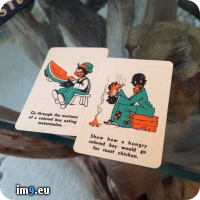 Go through the motions
of a colored boy eating
watermelon.
Show how a hungry
colored boy would go
for roast chicken.
im9.eu